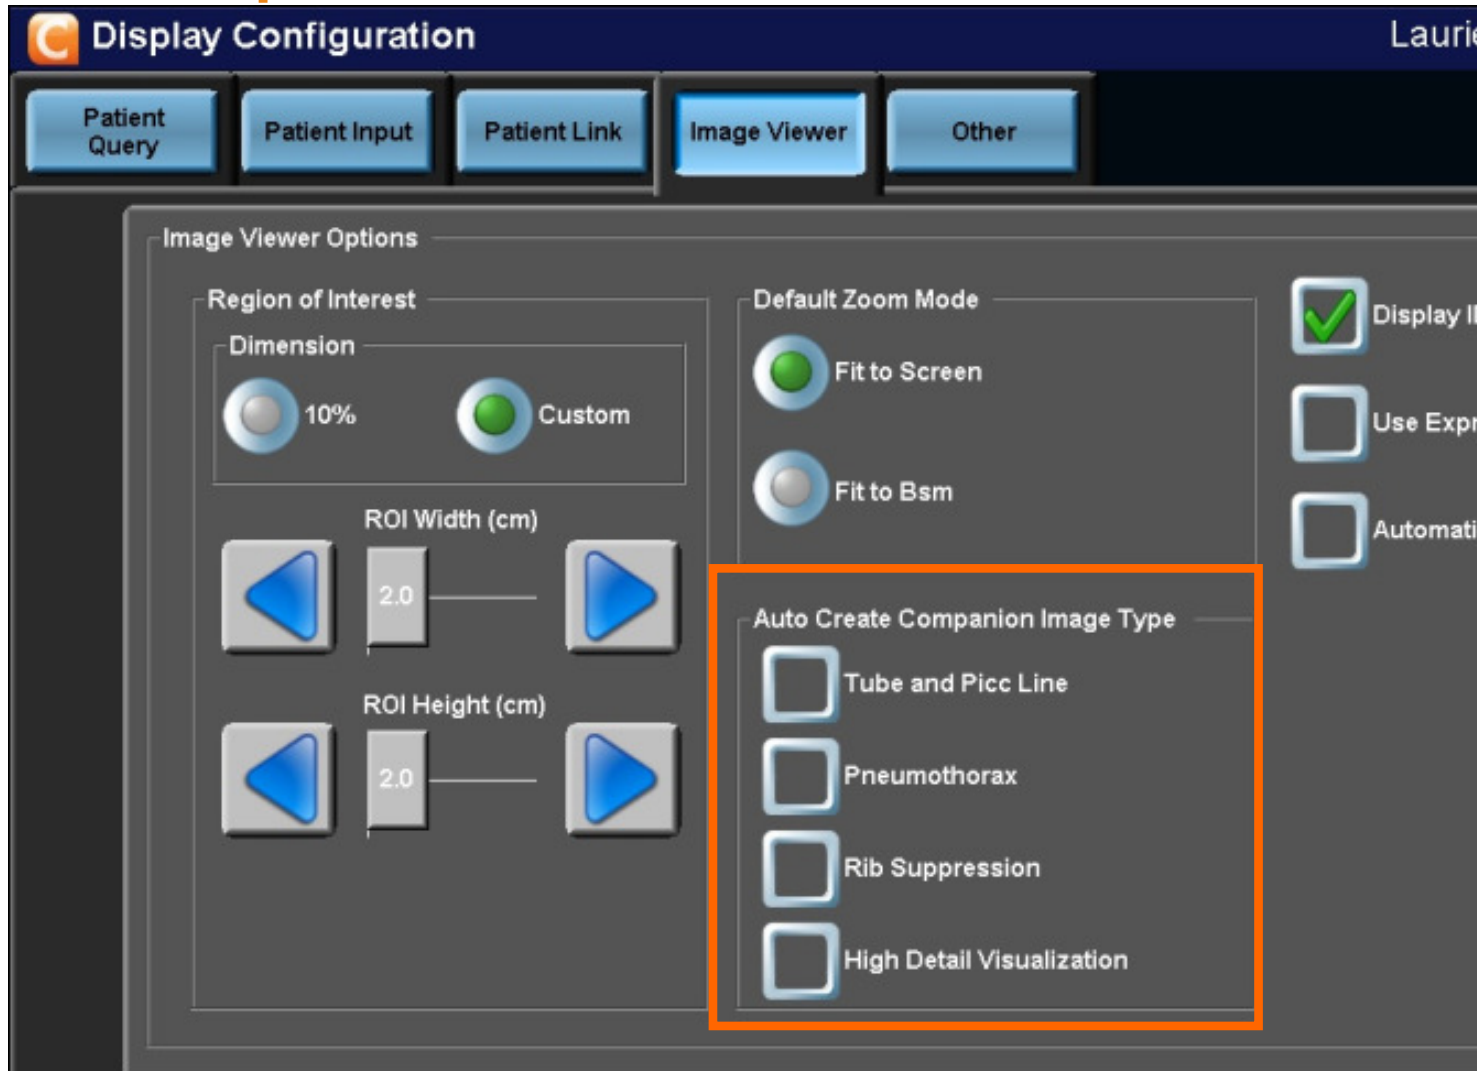 Display Configuration
Laurie
Patient
Query
Patient Input
Patient Link
Image Viewer
Other
Image Viewer Options
Region of Interest
Dimension
10%
Custom
ROI Width (cm)
2.0
ROI Height (cm)
2.0
Default Zoom Mode
Fit to Screen
Fit to Bsm
Auto Create Companion Image Type
Tube and Picc Line
Pneumothorax
Rib Suppression
High Detail Visualization
Display
Use